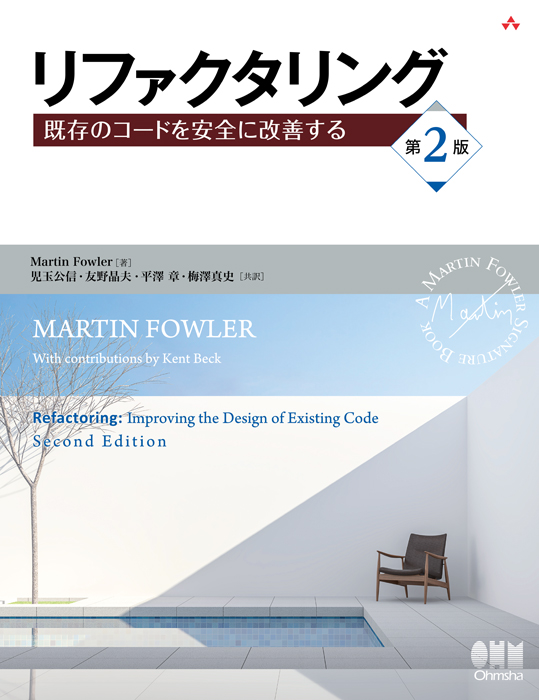 リファクタリング
既存のコードを安全に改善する
第2版
Martin Fowler［著］
児玉公信・友野晶夫・平澤 章・梅澤真史［共訳］
A MARTIN FOWLER SIGNATURE BOOK
Martin
MARTIN FOWLER
With contributions by Kent Beck
Refactoring: Improving the Design of Existing Code
Second Edition
OHM
Ohmsha